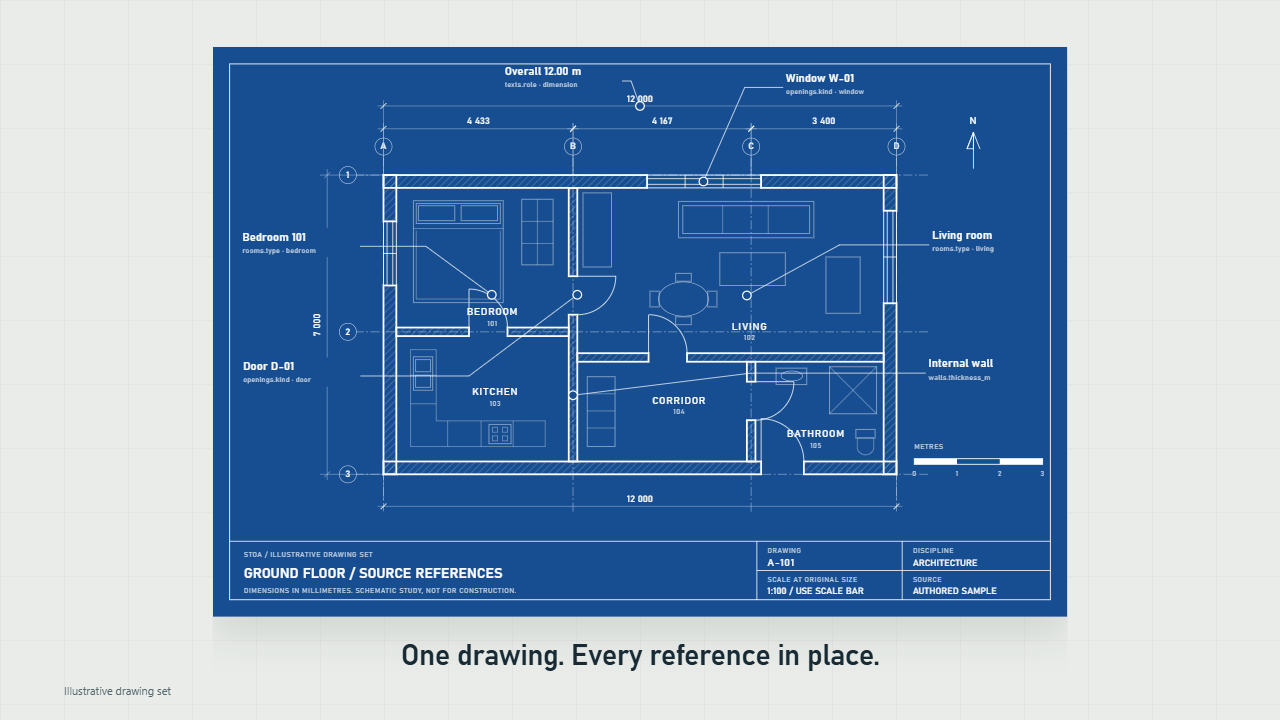 Overall 12.00 m
texts.role · dimension
Window W-01
openings.kind · window
12 000
4 433
4 167
3 400
N
A
B
C
D
1
Bedroom 101
rooms.type · bedroom
Living room
rooms.type · living
BEDROOM
101
LIVING
102
7 000
2
Door D-01
openings.kind · door
Internal wall
walls.thickness_m
KITCHEN
103
CORRIDOR
104
BATHROOM
105
METRES
0 1 2 3
3
12 000
STOA / ILLUSTRATIVE DRAWING SET
GROUND FLOOR / SOURCE REFERENCES
DIMENSIONS IN MILLIMETRES. SCHEMATIC STUDY, NOT FOR CONSTRUCTION.
DRAWING
A-101
DISCIPLINE
ARCHITECTURE
SCALE AT ORIGINAL SIZE
1:100 / USE SCALE BAR
SOURCE
AUTHORED SAMPLE
One drawing. Every reference in place.
Illustrative drawing set